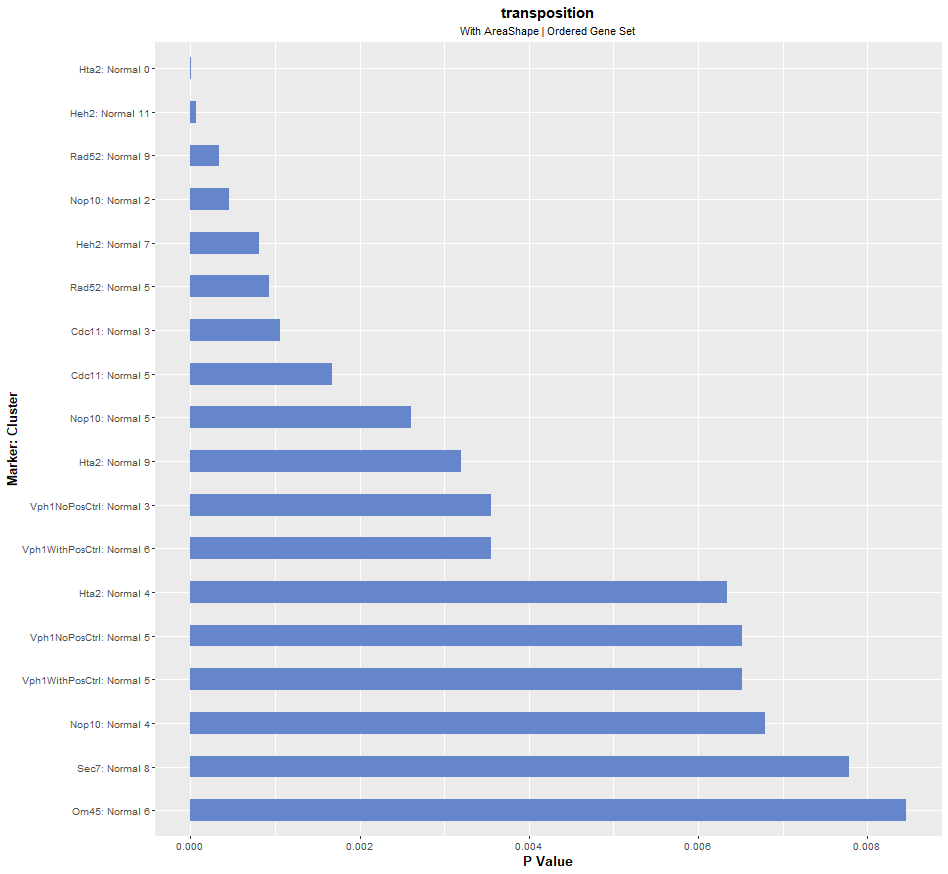 transposition
With AreaShape | Ordered Gene Set
Marker: Cluster
Hta2: Normal 0
Heh2: Normal 11
Rad52: Normal 9
Nop10: Normal 2
Heh2: Normal 7
Rad52: Normal 5
Cdc11: Normal 3
Cdc11: Normal 5
Nop10: Normal 5
Hta2: Normal 9
Vph1NoPosCtrl: Normal 3
Vph1WithPosCtrl: Normal 6
Hta2: Normal 4
Vph1NoPosCtrl: Normal 5
Vph1WithPosCtrl: Normal 5
Nop10: Normal 4
Sec7: Normal 8
Om45: Normal 6
0.000 0.002 0.004 0.006 0.008
P Value